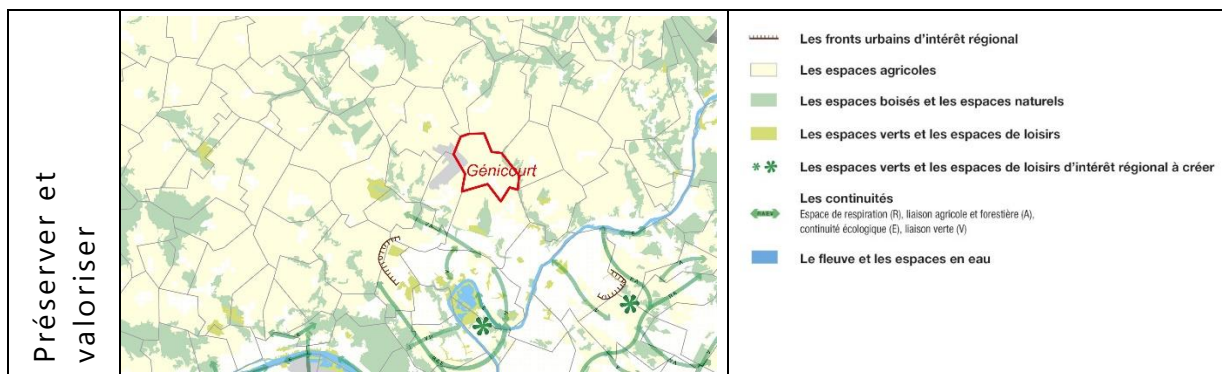 Préserver et
valoriser
Génicourt
Les fronts urbains d'intérêt régional
Les espaces agricoles
Les espaces boisés et les espaces naturels
Les espaces verts et les espaces de loisirs
Les espaces verts et les espaces de loisirs d'intérêt régional à créer
Les continuités
Espace de respiration (R), liaison agricole et forestière (A),
continuité écologique (E), liaison verte (V)
Le fleuve et les espaces en eau